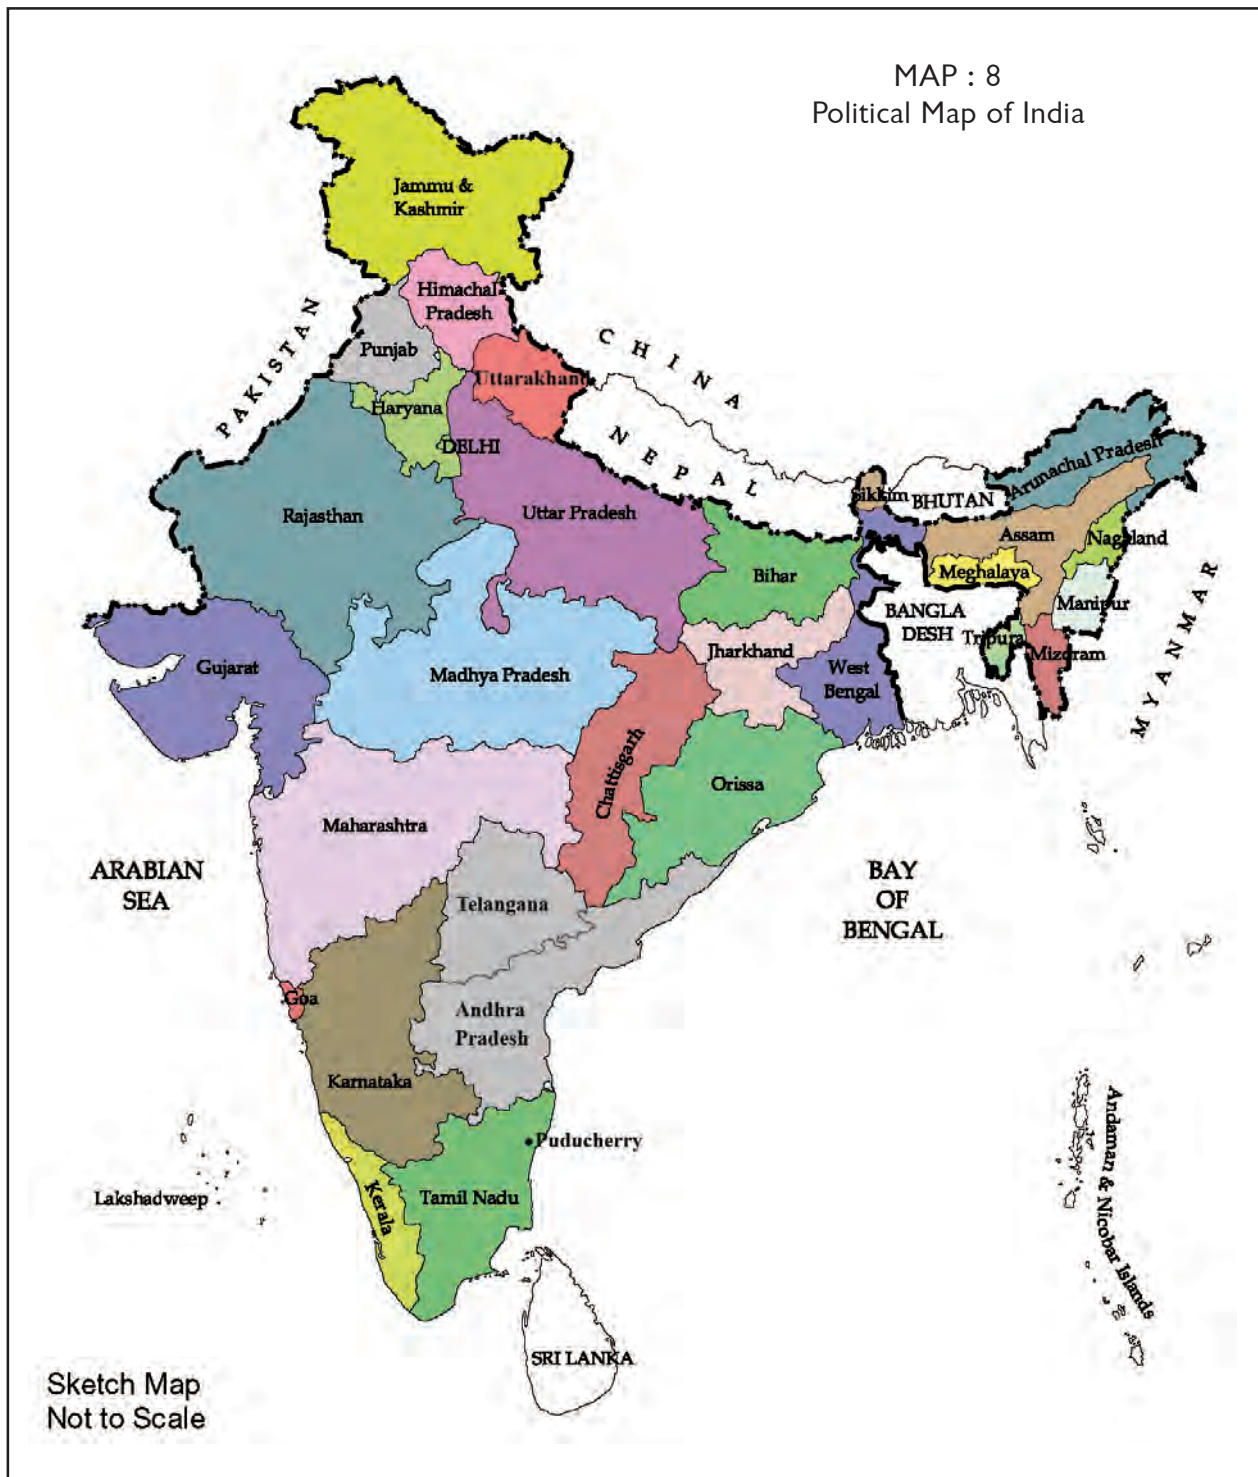 MAP : 8
Political Map of India
Jammu &
Kashmir
Himachal
Pradesh
Punjab
Uttarakhand
Haryana
DELHI
PAKISTAN
CHINA
NEPAL
Rajasthan
Uttar Pradesh
Sikkim
BHUTAN
Arunachal Pradesh
Assam
Nagaland
Bihar
Meghalaya
Manipur
BANGLA
DESH
Tripura
Mizoram
MYANMAR
Gujarat
Madhya Pradesh
Jharkhand
West
Bengal
Chattisgarh
Orissa
Maharashtra
ARABIAN
SEA
BAY
OF
BENGAL
Telangana
Goa
Andhra
Pradesh
Karnataka
Puducherry
Lakshadweep
Kerala
Tamil Nadu
Andaman & Nicobar Islands
SRI LANKA
Sketch Map
Not to Scale